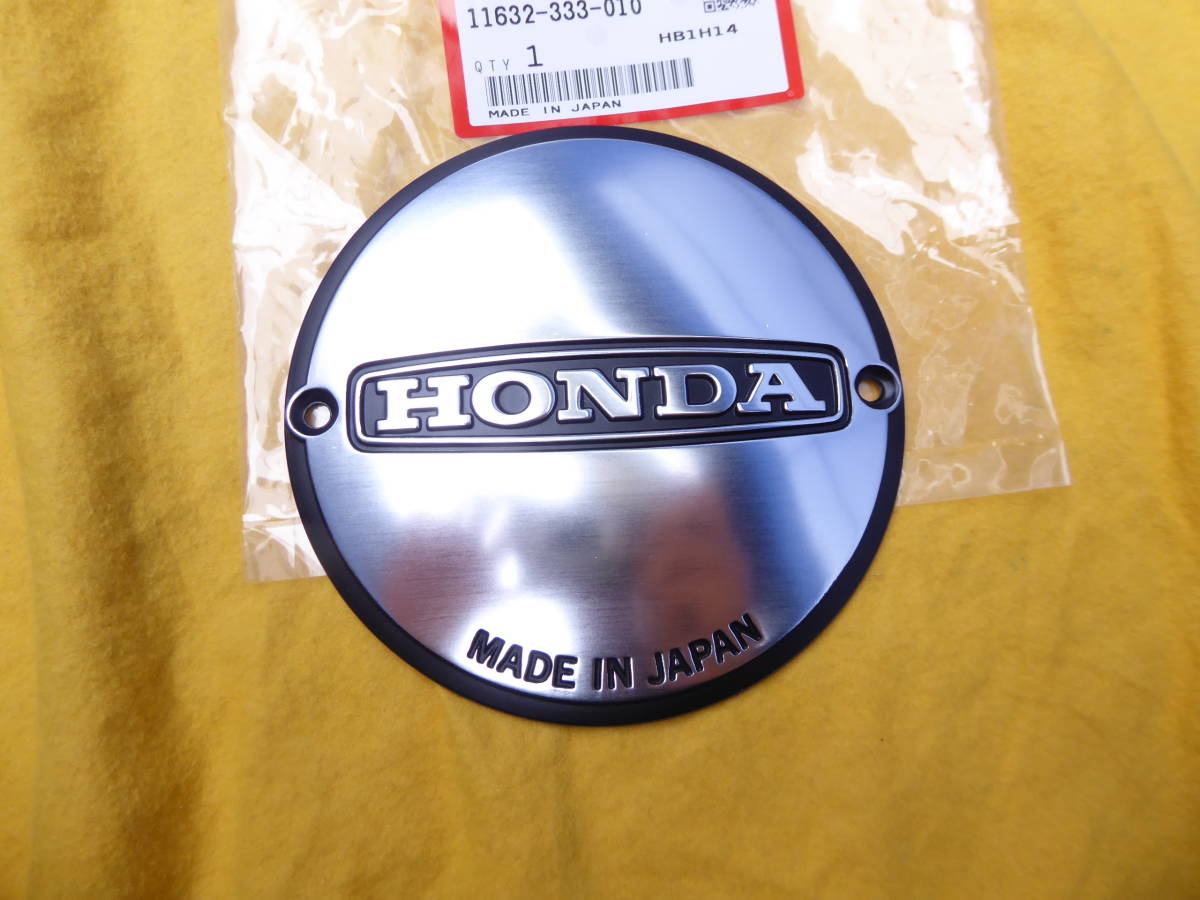 11632-333-010
HB1H14
QTY 1
MADE IN JAPAN
HONDA
MADE IN JAPAN